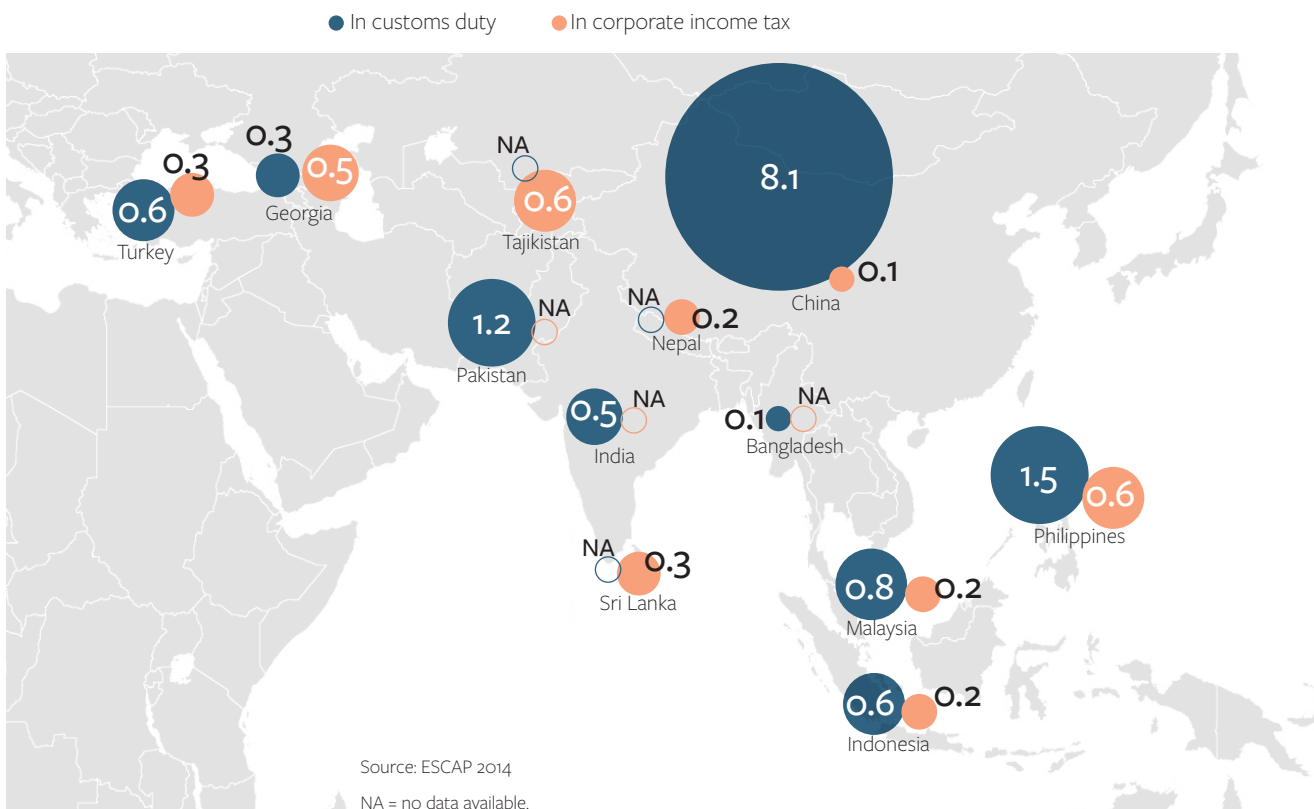 In customs duty In corporate income tax
8.1
0.1
China
0.3
0.5
Georgia
0.3
0.6
Turkey
NA
0.6
Tajikistan
1.2
NA
Pakistan
NA
0.2
Nepal
0.5
NA
India
0.1
NA
Bangladesh
1.5
0.6
Philippines
NA
0.3
Sri Lanka
0.8
0.2
Malaysia
0.6
0.2
Indonesia
Source: ESCAP 2014
NA = no data available.